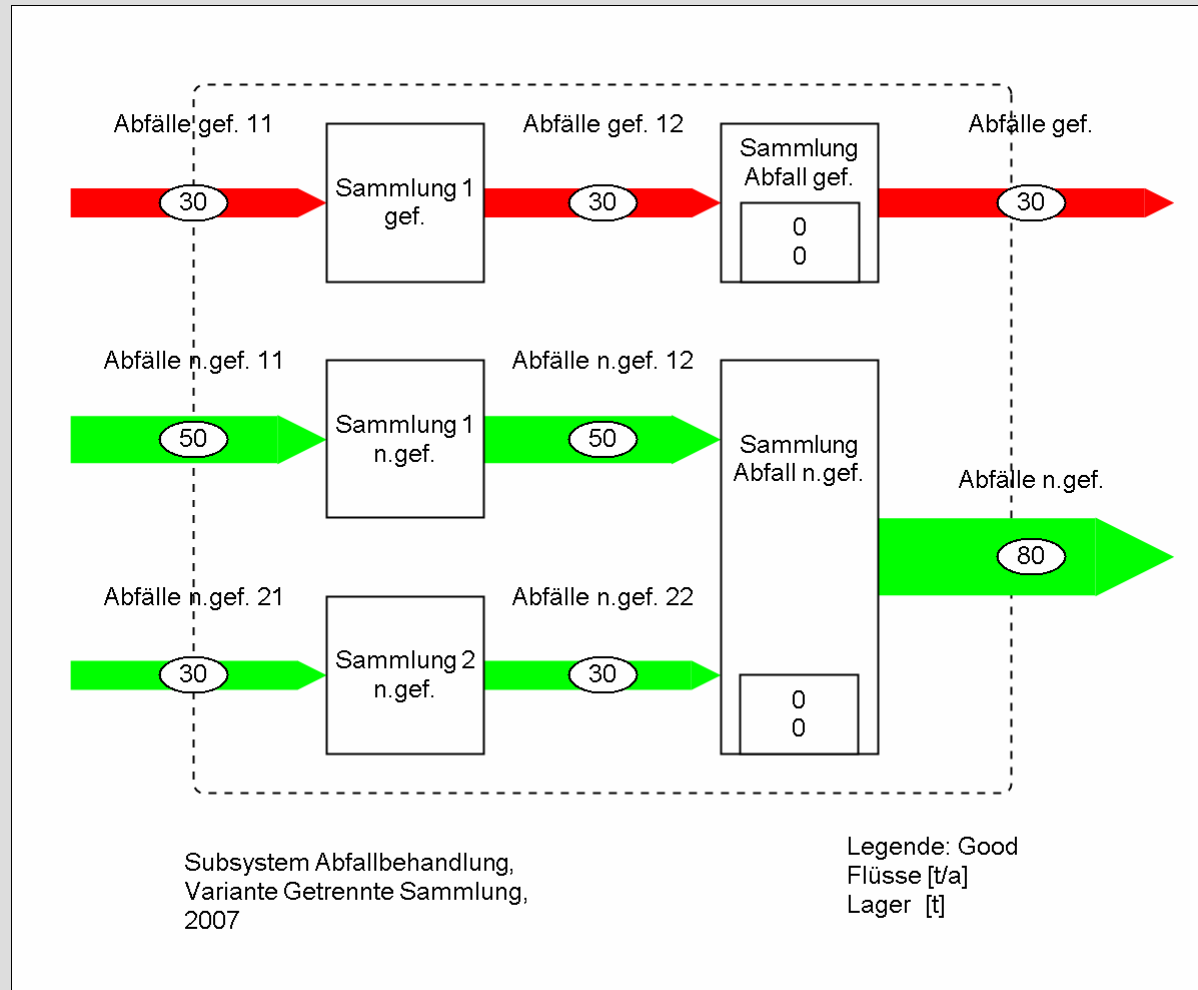 Abfälle gef. 11
Abfälle gef. 12
Abfälle gef.
30
Sammlung 1
gef.
30
Sammlung
Abfall gef.
0
0
30
Abfälle n.gef. 11
Abfälle n.gef. 12
50
Sammlung 1
n.gef.
50
Sammlung
Abfall n.gef.
Abfälle n.gef.
80
Abfälle n.gef. 21
Abfälle n.gef. 22
30
Sammlung 2
n.gef.
30
0
0
Subsystem Abfallbehandlung,
Variante Getrennte Sammlung,
2007
Legende: Good
Flüsse [t/a]
Lager [t]